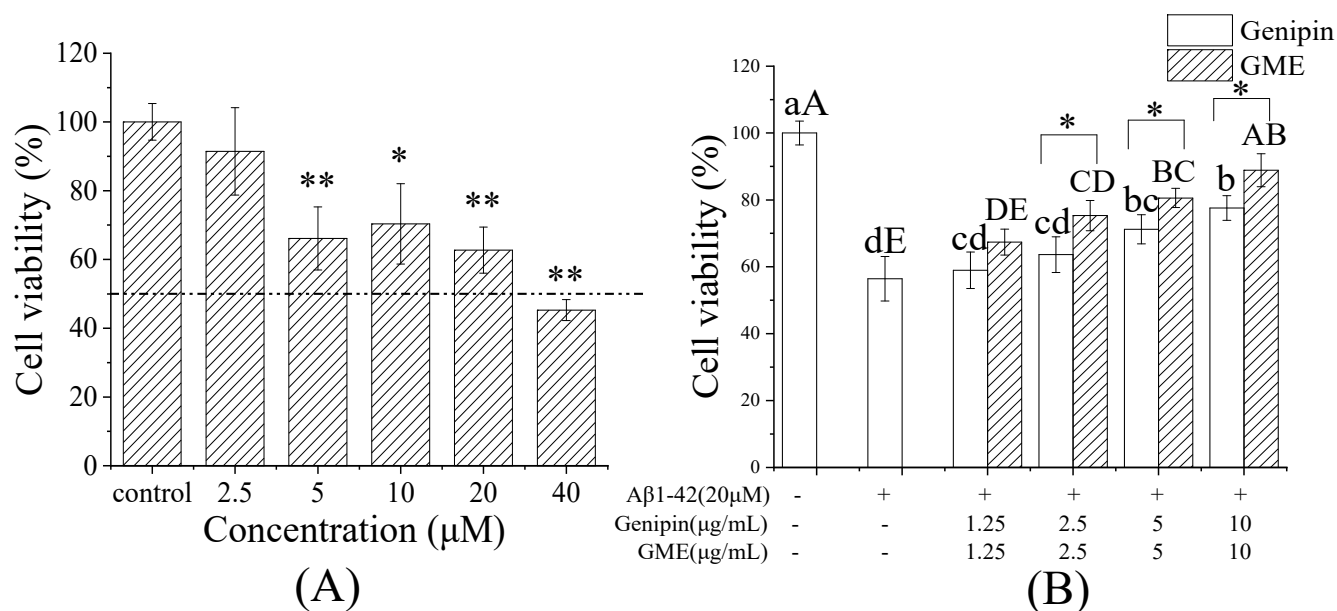 120
100
80
60
40
20
0
Cell viability (%)
**
*
**
**
control 2.5 5 10 20 40
Concentration (μM)
(A)
Genipin
GME
120
100
80
60
40
20
0
Cell viability (%)
aA
dE
cd
DE
cd
CD
*
bc
BC
*
b
AB
*
Aβ1-42(20μM) - + + + + +
Genipin(μg/mL) - - 1.25 2.5 5 10
GME(μg/mL) - - 1.25 2.5 5 10
(B)